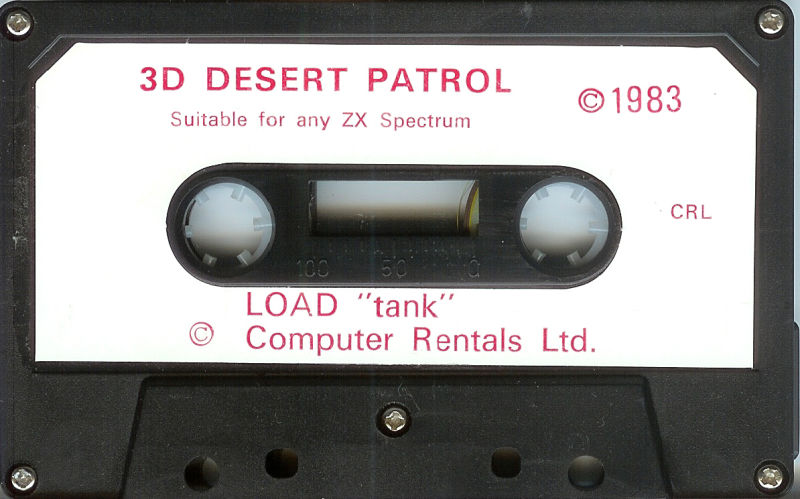 3D DESERT PATROL
©1983
Suitable for any ZX Spectrum
CRL
100 50 0
LOAD "tank"
© Computer Rentals Ltd.